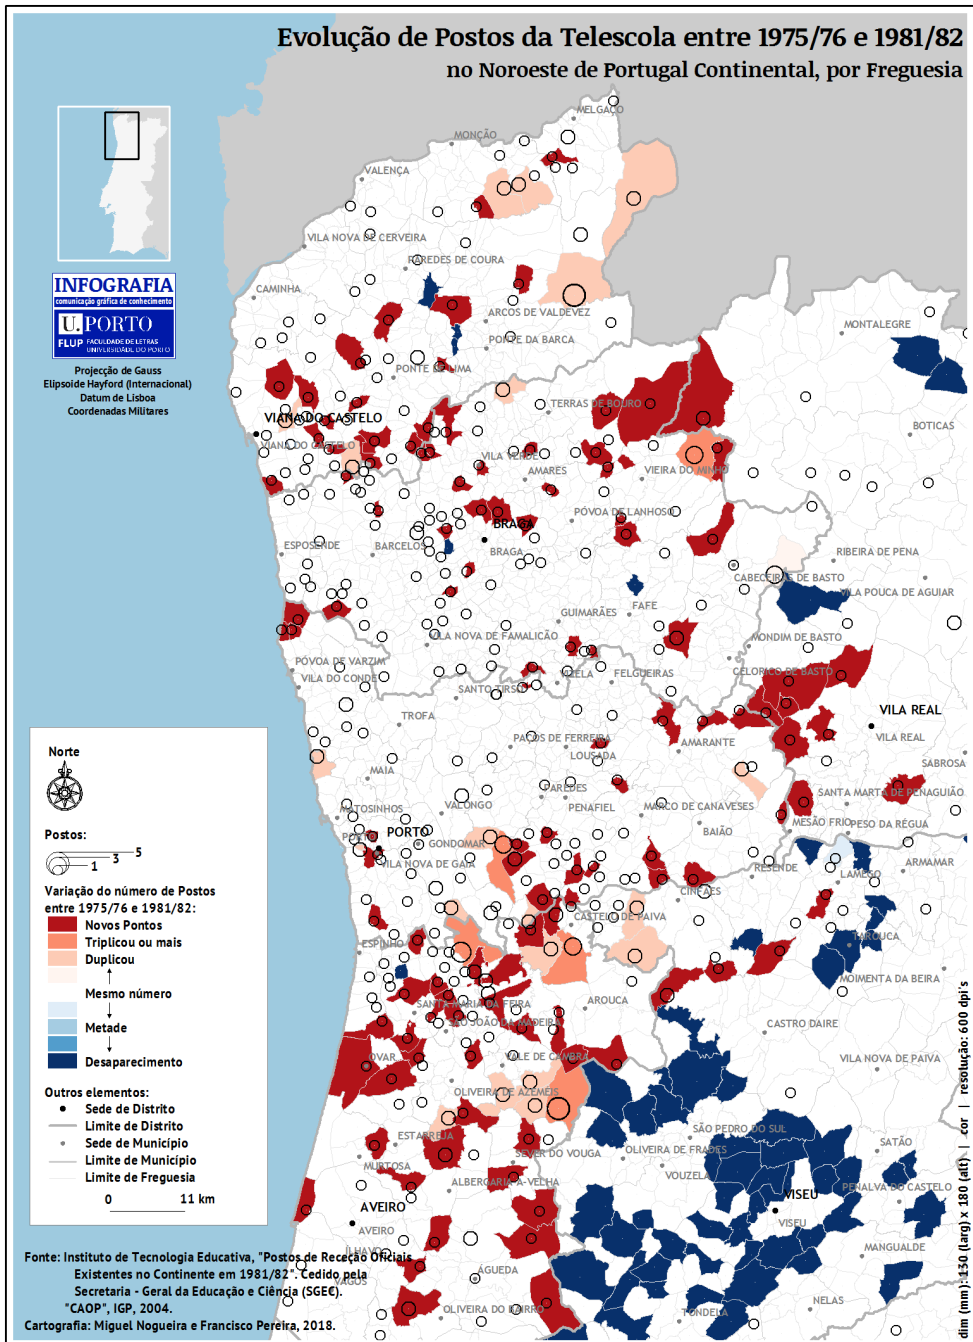 Evolução de Postos da Telescola entre 1975/76 e 1981/82
no Noroeste de Portugal Continental, por Freguesia
MELGAÇO
MONÇÃO
VALENÇA
VILA NOVA DE CERVEIRA
PAREDES DE COURA
CAMINHA
ARCOS DE VALDEVEZ
MONTALEGRE
PONTE DA BARCA
PONTE DE LIMA
TERRAS DE BOURO
VIANA DO CASTELO
VIANA DO CASTELO
BOTICAS
VILA VERDE
AMARES
VIEIRA DO MINHO
PÓVOA DE LANHOSO
BRAGA
ESPOSENDE
BARCELOS
BRAGA
RIBEIRA DE PENA
CABECEIRAS DE BASTO
VILA POUCA DE AGUIAR
FAFE
GUIMARÃES
VILA NOVA DE FAMALICÃO
MONDIM DE BASTO
PÓVOA DE VARZIM
VILA DO CONDE
VIZELA
FELGUEIRAS
CELORICO DE BASTO
SANTO TIRSO
TROFA
VILA REAL
VILA REAL
PAÇOS DE FERREIRA
LOUSADA
AMARANTE
SABROSA
MAIA
PAREDES
SANTA MARTA DE PENAGUIÃO
MATOSINHOS
VALONGO
PENAFIEL
MARCO DE CANAVESES
PORTO
PORTO
GONDOMAR
BAIÃO
MESÃO FRIO
PESO DA RÉGUA
VILA NOVA DE GAIA
RESENDE
LAMEGO
ARMAMAR
CINFÃES
CASTELO DE PAIVA
ESPINHO
TAROUCA
MOIMENTA DA BEIRA
SANTA MARIA DA FEIRA
AROUCA
SÃO JOÃO DA MADEIRA
CASTRO DAIRE
OVAR
VALE DE CAMBRA
VILA NOVA DE PAIVA
OLIVEIRA DE AZEMÉIS
ESTARREJA
SÃO PEDRO DO SUL
SEVER DO VOUGA
OLIVEIRA DE FRADES
SATÃO
MURTOSA
VOUZELA
ALBERGARIA-A-VELHA
PENALVA DO CASTELO
VISEU
AVEIRO
AVEIRO
VISEU
ÍLHAVO
MANGUALDE
VAGOS
ÁGUEDA
OLIVEIRA DO BAIRRO
TONDELA
NELAS
INFOGRAFIA
comunicação gráfica de conhecimento
U. PORTO
FLUP FACULDADE DE LETRAS
UNIVERSIDADE DO PORTO
Projecção de Gauss
Elipsoide Hayford (Internacional)
Datum de Lisboa
Coordenadas Militares
Norte
Postos:
5
3
1
Variação do número de Postos
entre 1975/76 e 1981/82:
Novos Pontos
Triplicou ou mais
Duplicou
Mesmo número
Metade
Desaparecimento
Outros elementos:
Sede de Distrito
Limite de Distrito
Sede de Município
Limite de Município
Limite de Freguesia
0 11 km
Fonte: Instituto de Tecnologia Educativa, "Postos de Receção Oficiais
Existentes no Continente em 1981/82". Cedido pela
Secretaria - Geral da Educação e Ciência (SGEC).
"CAOP", IGP, 2004.
Cartografia: Miguel Nogueira e Francisco Pereira, 2018.
dim (mm): 130 (larg) x 180 (alt) | cor | resolução: 600 dpi's